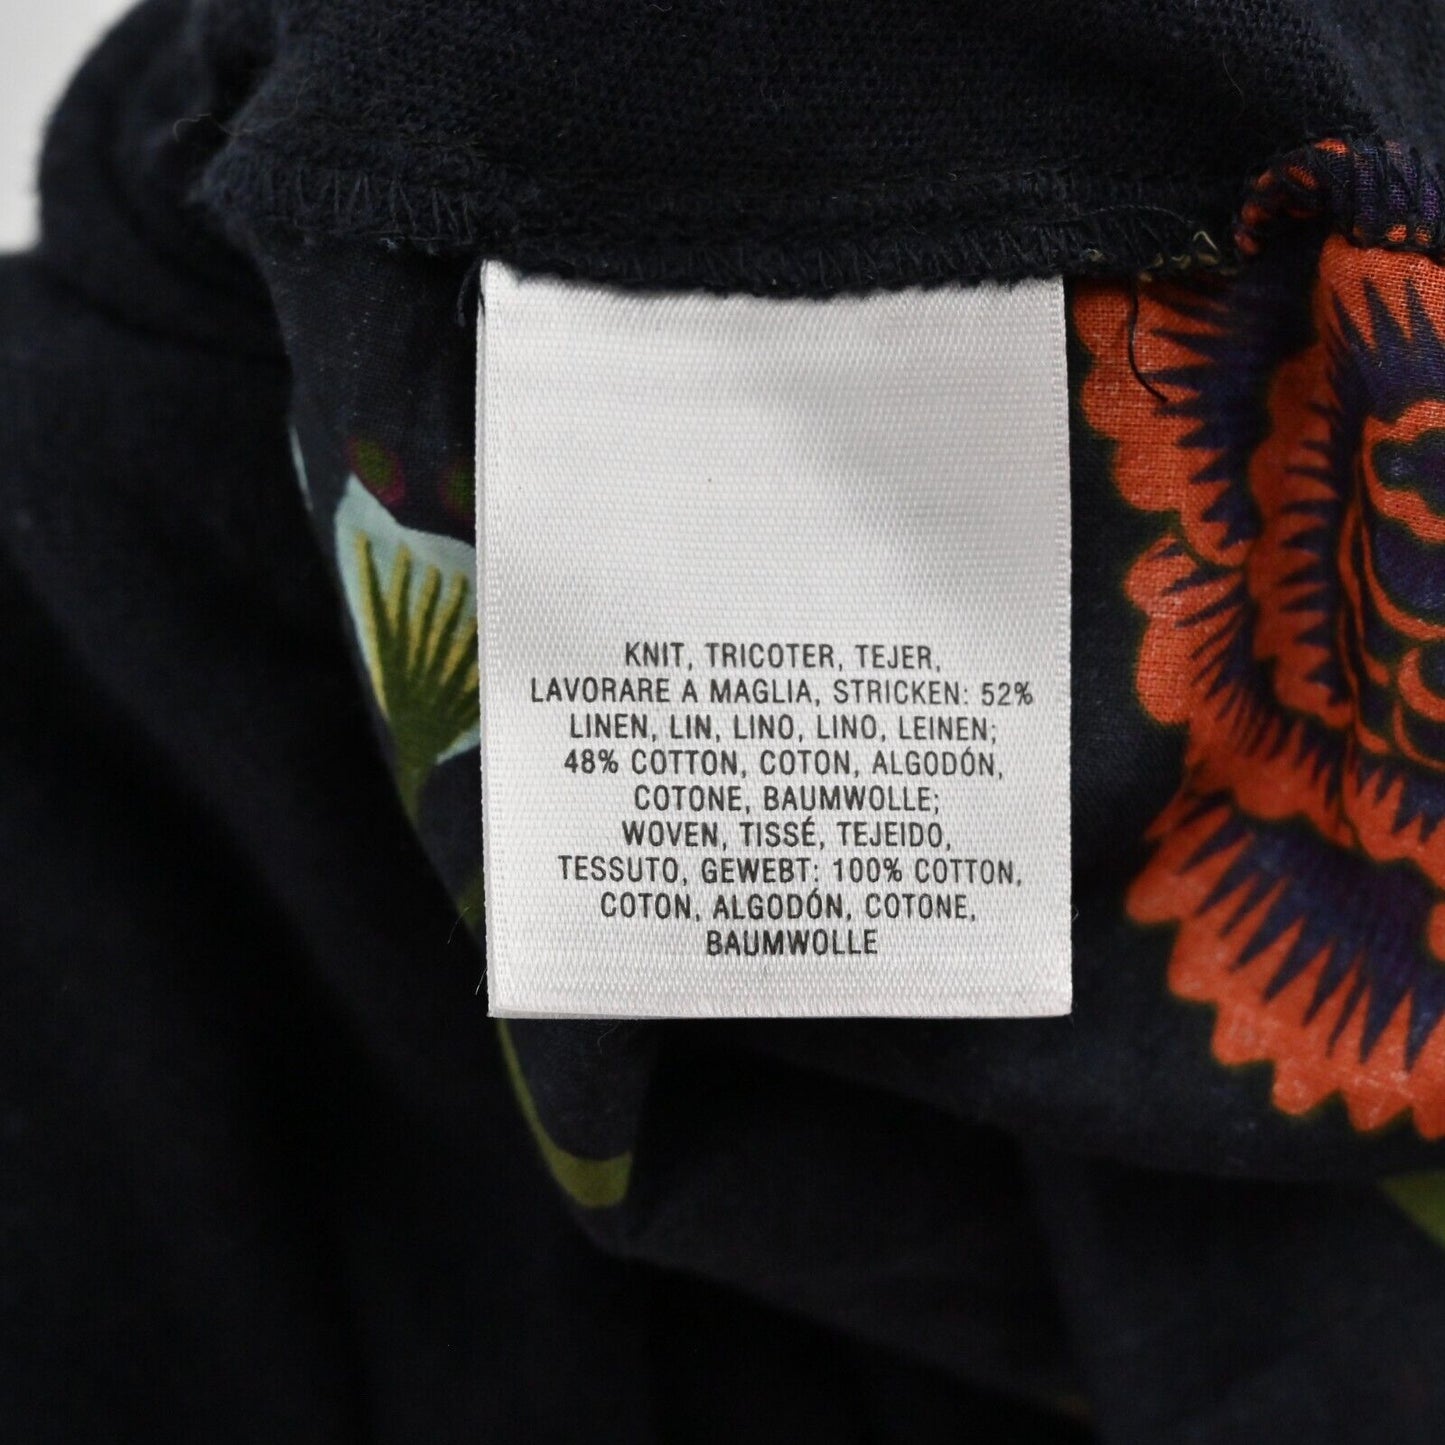 KNIT, TRICOTER, TEJER,
LAVORARE A MAGLIA, STRICKEN: 52%
LINEN, LIN, LINO, LINO, LEINEN;
48% COTTON, COTON, ALGODÓN,
COTONE, BAUMWOLLE;
WOVEN, TISSÉ, TEJEIDO,
TESSUTO, GEWEBT: 100% COTTON,
COTON, ALGODÓN, COTONE,
BAUMWOLLE